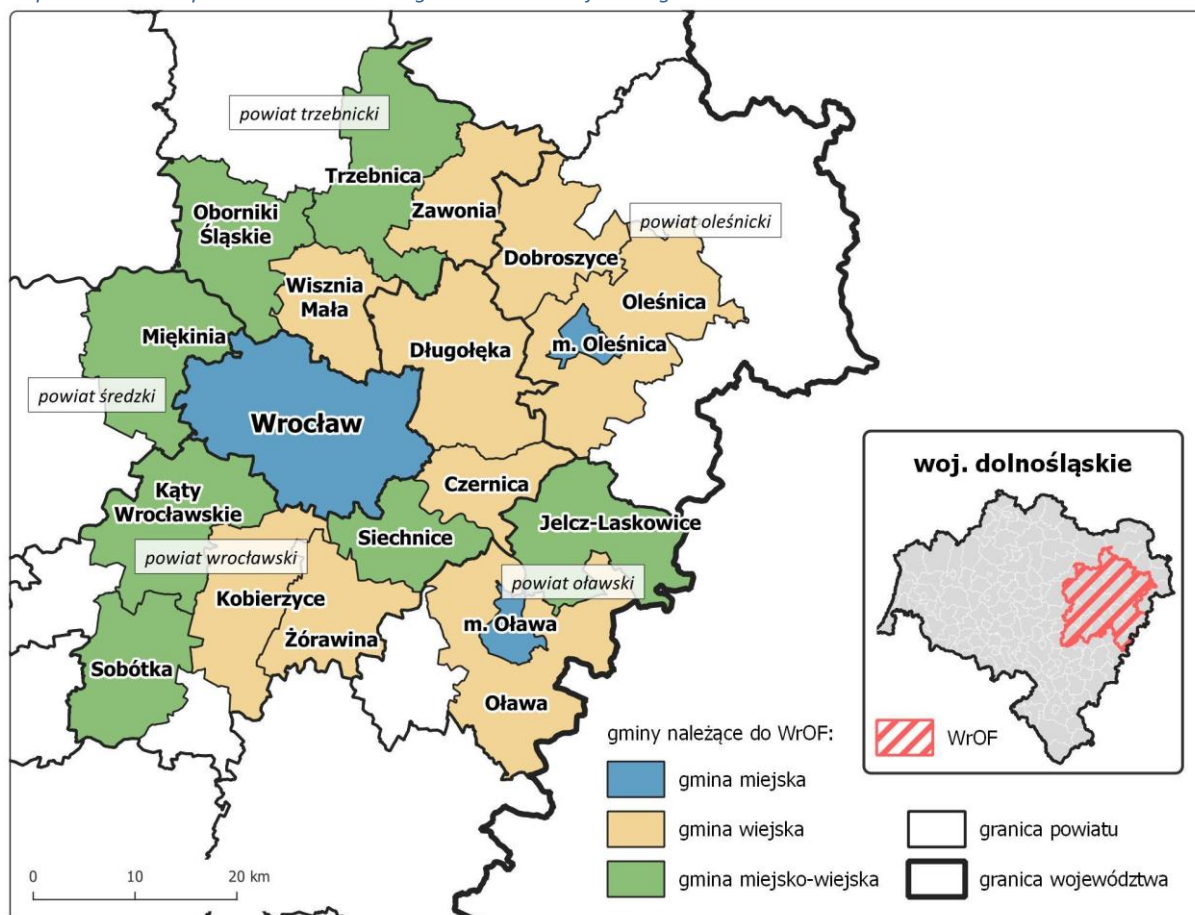 powiat trzebnicki
Trzebnica
Zawonia
Oborniki
Śląskie
powiat oleśnicki
Dobroszyce
Wisznia
Mała
Oleśnica
Miękinia
Długołęka
m. Oleśnica
powiat średzki
Wrocław
Kąty
Wrocławskie
Czernica
Siechnice
Jelcz-Laskowice
powiat wrocławski
powiat oławski
Kobierzyce
m. Oława
Żórawina
Sobótka
Oława
woj. dolnośląskie
WrOF
gminy należące do WrOF:
gmina miejska
gmina wiejska
gmina miejsko-wiejska
granica powiatu
granica województwa
0 10 20 km